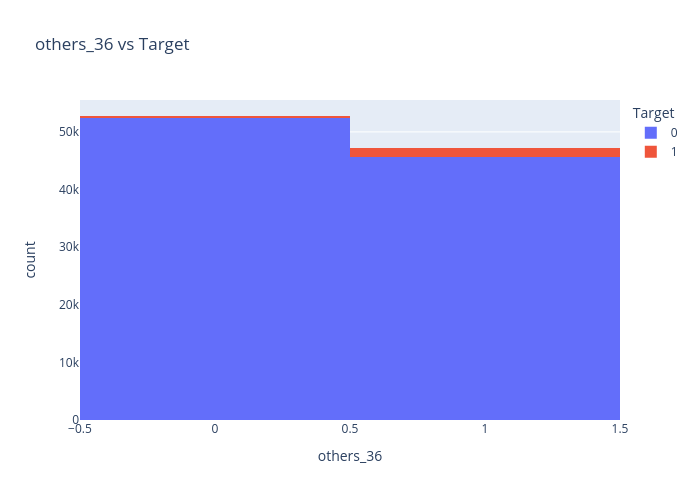 others_36 vs Target
Target
0
1
50k
40k
30k
20k
10k
0
count
−0.5
0
0.5
1
1.5
others_36